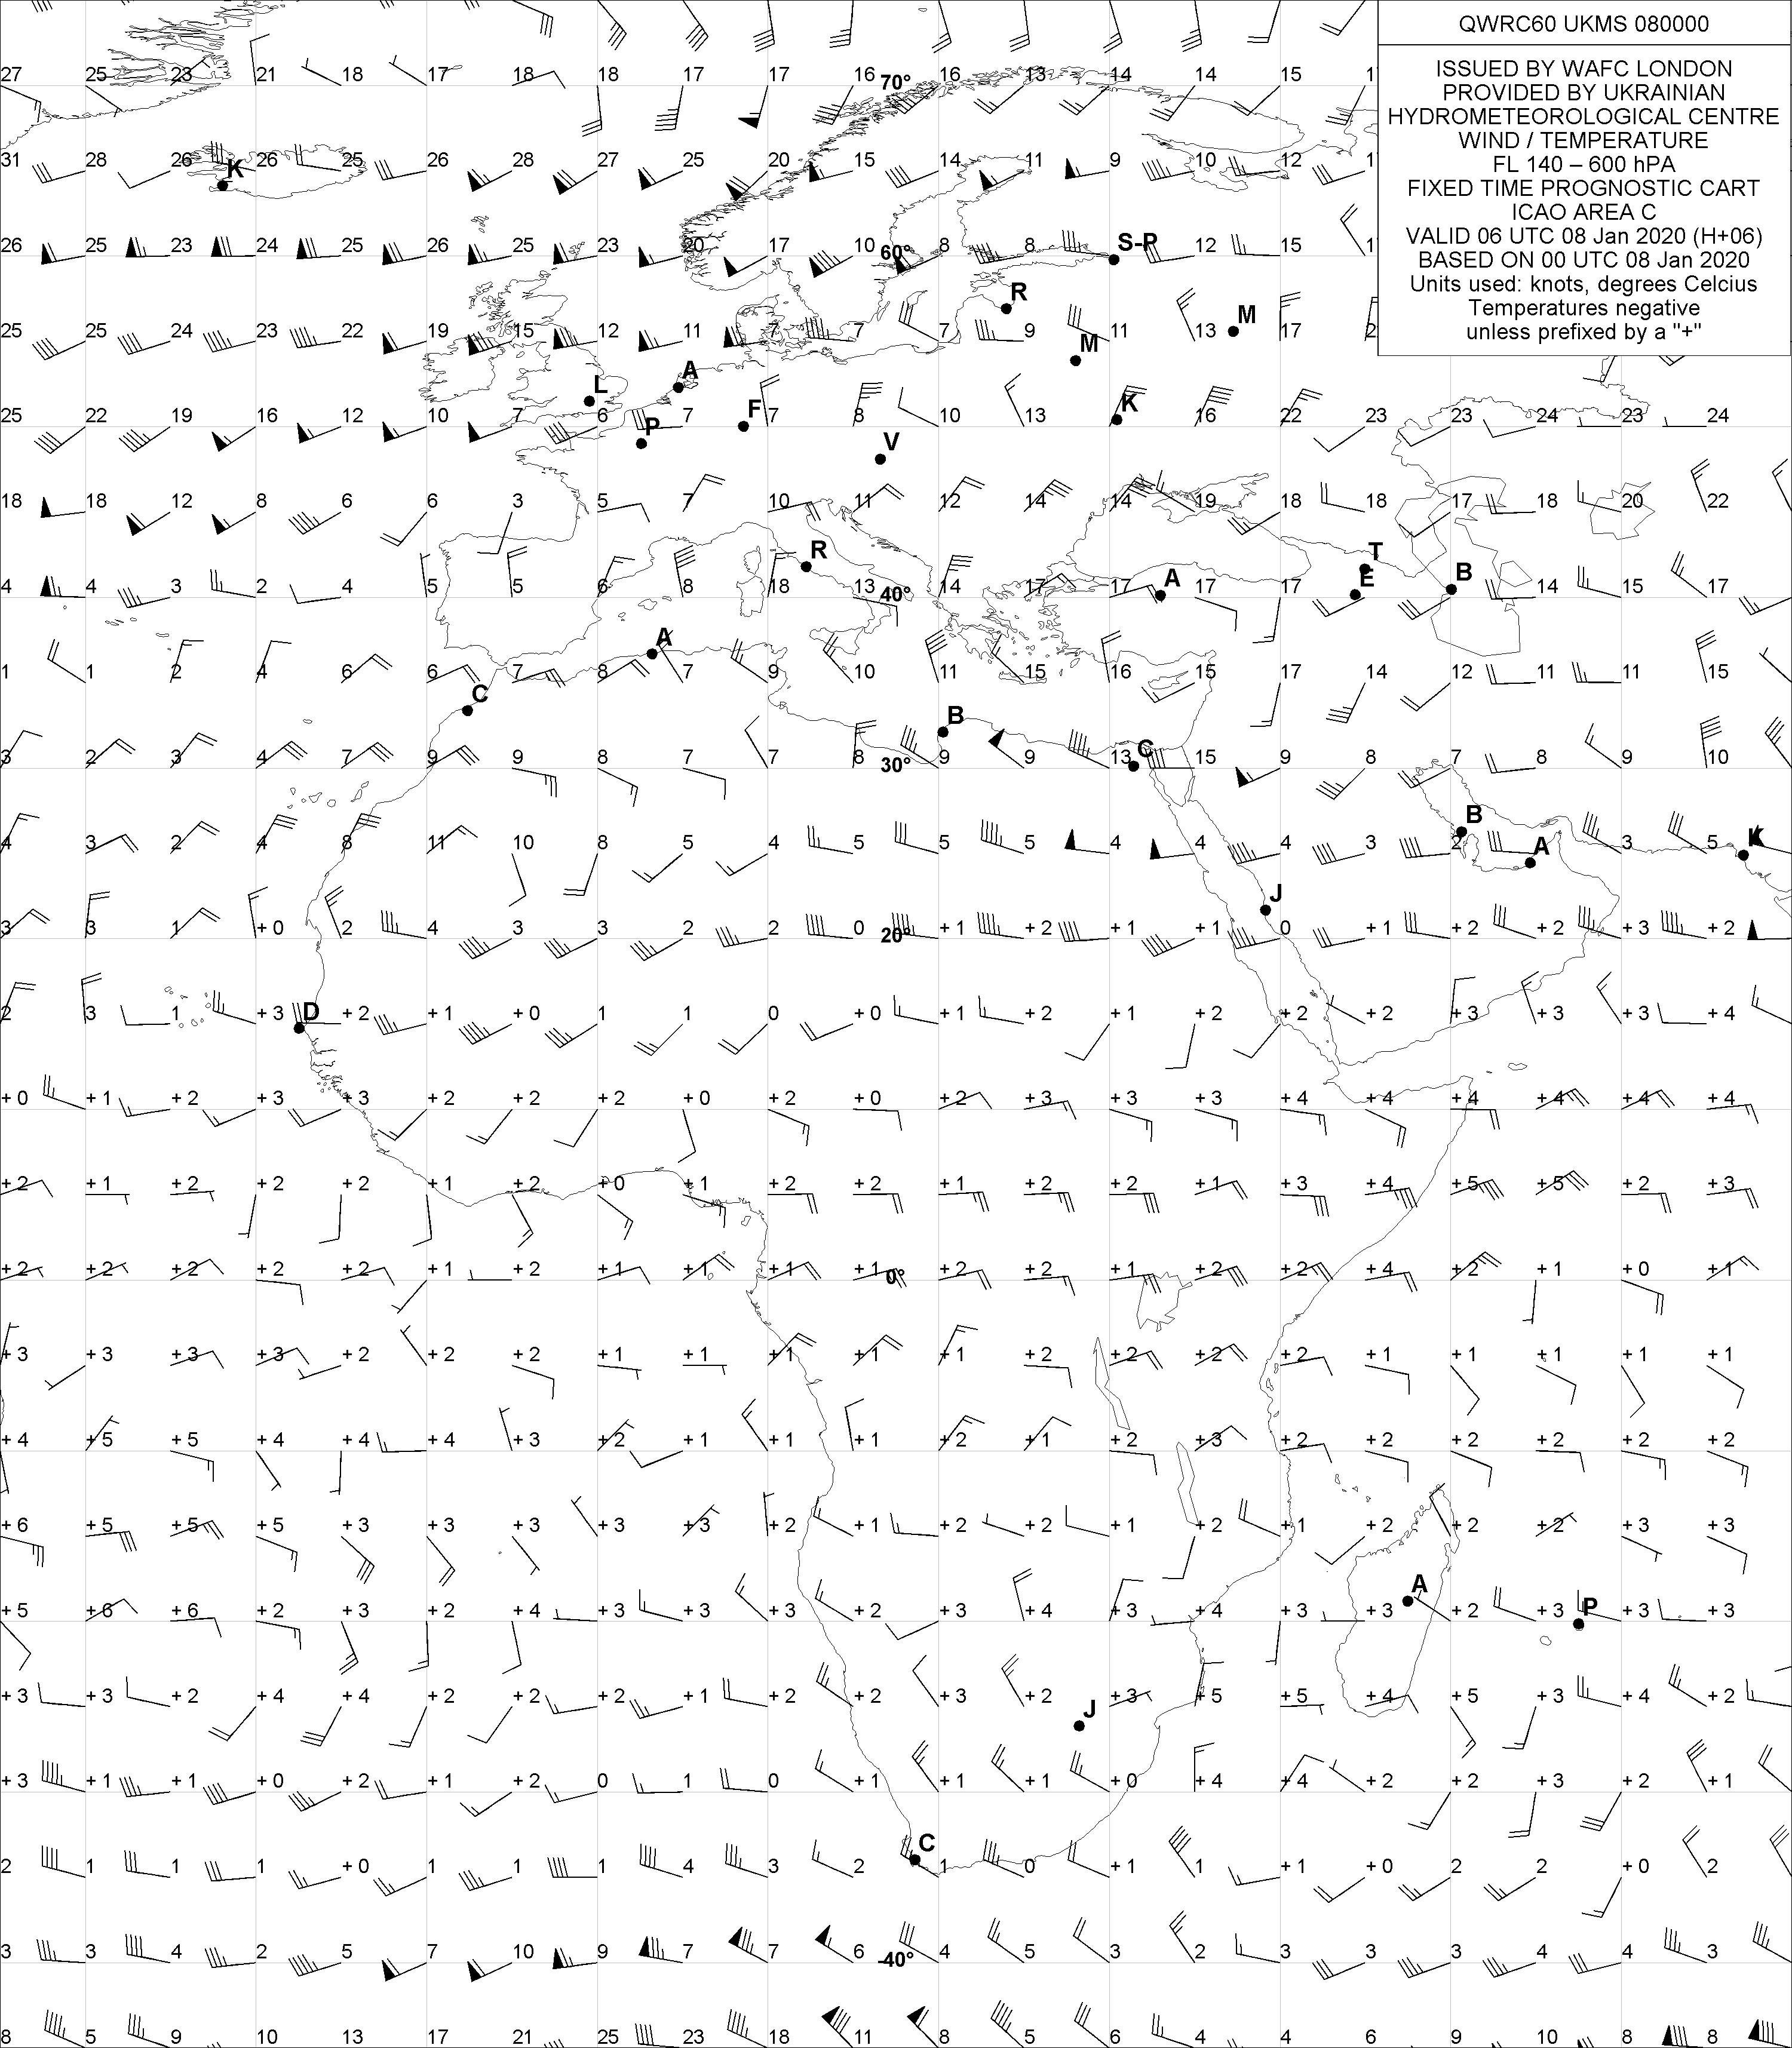 QWRC60 UKMS 080000
ISSUED BY WAFC LONDON
PROVIDED BY UKRAINIAN
HYDROMETEOROLOGICAL CENTRE
WIND / TEMPERATURE
FL 140 – 600 hPA
FIXED TIME PROGNOSTIC CART
ICAO AREA C
VALID 06 UTC 08 Jan 2020 (H+06)
BASED ON 00 UTC 08 Jan 2020
Units used: knots, degrees Celcius
Temperatures negative
unless prefixed by a "+"
27 25 23 21 18 17 18 18 17 17 16 70° 16 13 14 14 15
31 K 28 26 26 25 26 28 27 25 20 15 14 11 9 10 12
26 25 23 24 25 26 25 23 20 17 10 60° 8 8 S-P 12 15
R
25 25 24 23 22 19 15 12 11 7 7 7 9 11 13 M 17
M
A
L
25 22 19 16 12 10 7 6 7 F 7 8 10 13 K 16 22 23 23 24 23 24
P
V
18 18 12 8 6 6 3 5 7 10 11 12 14 14 19 18 18 17 18 20 22
R T
4 4 3 2 4 5 5 6 8 18 13 40° 14 17 17 A 17 17 E B 14 15 17
A
1 1 2 4 6 6 7 8 7 9 10 11 15 16 17 14 12 11 11 15
C
B
3 2 3 4 7 9 9 8 7 7 8 30° 9 9 13 C 15 9 8 7 8 9 10
B
4 3 2 4 8 11 10 8 5 4 5 5 5 4 4 4 3 2 A 3 5 K
J
3 3 1 +0 2 4 3 3 2 2 0 20° +1 +2 +1 +1 0 +1 +2 +2 +3 +2
2 3 1 +3 D +2 +1 +0 1 1 0 +0 +1 +2 +1 +2 +2 +2 +3 +3 +3 +4
+0 +1 +2 +3 +3 +2 +2 +2 +0 +2 +0 +2 +3 +3 +3 +4 +4 +4 +4 +4 +4
+2 +1 +2 +2 +2 +1 +2 +0 +1 +2 +2 +1 +2 +2 +1 +3 +4 +5 +5 +2 +3
+2 +2 +2 +2 +2 +1 +2 +1 +1 +1 +1 0° +2 +2 +1 +2 +2 +4 +2 +1 +0 +1
+3 +3 +3 +3 +2 +2 +2 +1 +1 +1 +1 +1 +2 +2 +2 +2 +1 +1 +1 +1 +1
+4 +5 +5 +4 +4 +4 +3 +2 +1 +1 +1 +2 +1 +2 +3 +2 +2 +2 +2 +2 +2
+6 +5 +5 +5 +3 +3 +3 +3 +3 +2 +1 +2 +2 +1 +2 +1 +2 +2 +2 +3 +3
A
+5 +6 +6 +2 +3 +2 +4 +3 +3 +3 +2 +3 +4 +3 +4 +3 +3 +2 +3 P +3 +3
+3 +3 +2 +4 +4 +2 +2 +2 +1 +2 +2 +3 +2 J +3 +5 +5 +4 +5 +3 +4 +2
+3 +1 +1 +0 +2 +1 +2 0 1 0 +1 +1 +1 +0 +4 +4 +2 +2 +3 +2 +1
C
2 1 1 1 +0 1 1 1 4 3 2 1 0 +1 1 +1 +0 2 2 +0 2
3 3 4 2 5 7 10 9 7 7 6 -40° 4 5 3 2 3 3 3 4 4 3
8 5 9 10 13 17 21 25 23 18 11 8 5 6 4 4 6 9 10 8 8